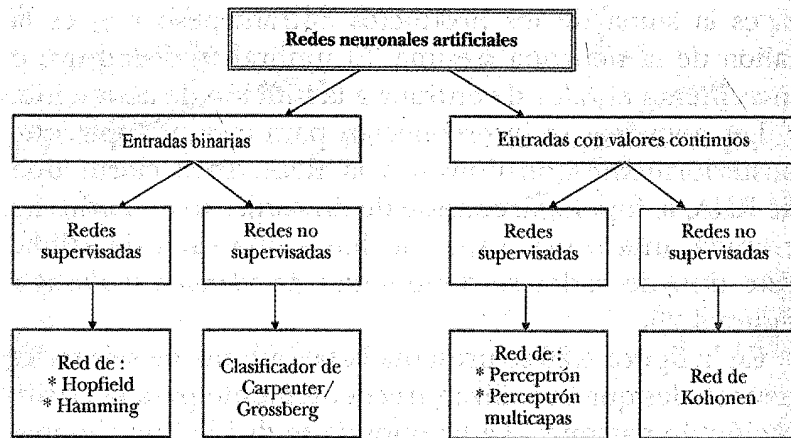 Redes neuronales artificiales
Entradas binarias
Entradas con valores continuos
Redes
supervisadas
Redes no
supervisadas
Redes
supervisadas
Redes no
supervisadas
Red de :
* Hopfield
* Hamming
Clasificador de
Carpenter/
Grossberg
Red de :
* Perceptrón
* Perceptrón
multicapas
Red de
Kohonen